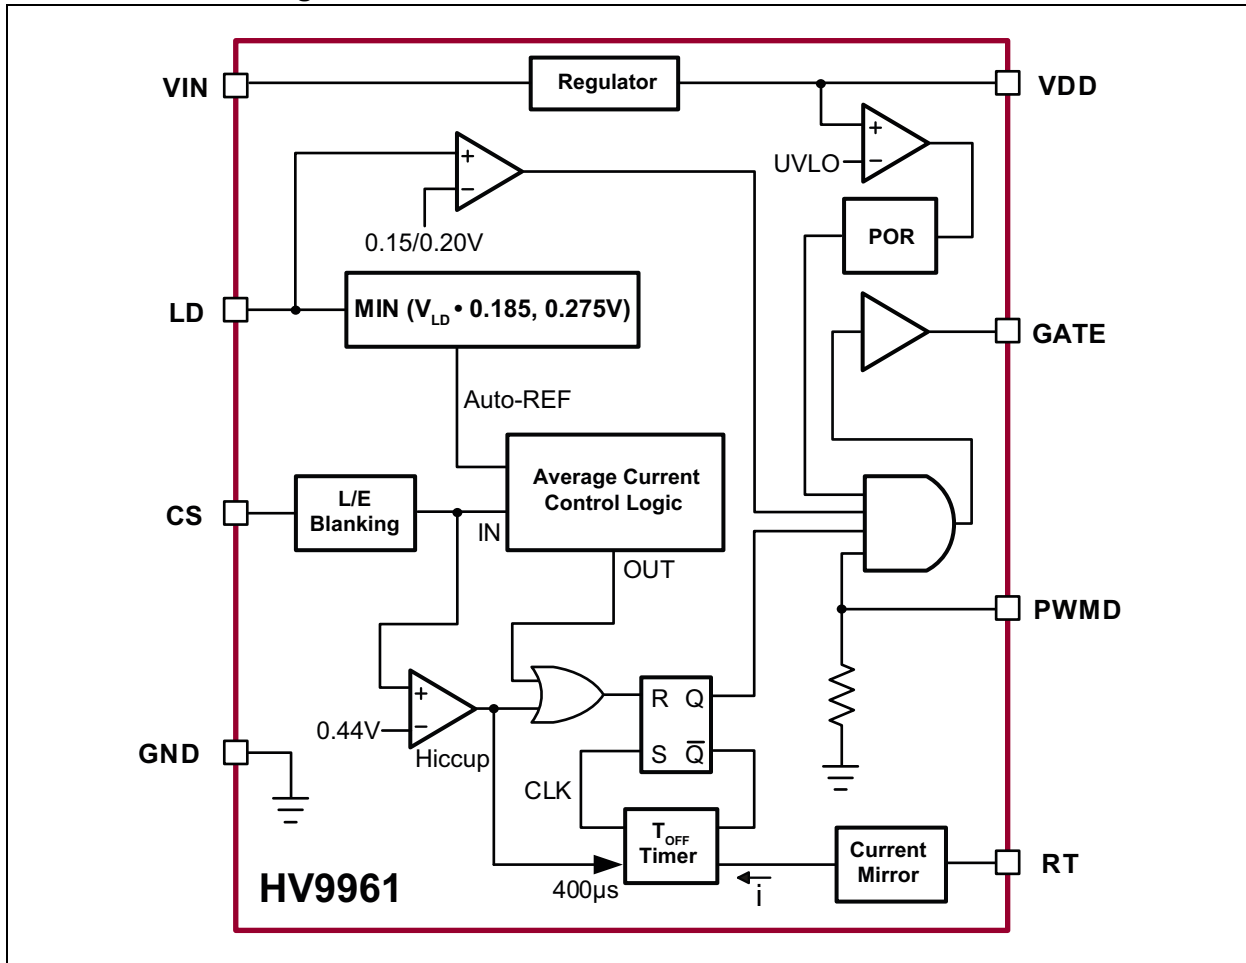 VIN
Regulator
VDD
+
−
UVLO
+
−
0.15/0.20V
POR
LD
MIN (VLD • 0.185, 0.275V)
GATE
Auto-REF
Average Current
Control Logic
CS
L/E
Blanking
IN
OUT
PWMD
+
−
0.44V
Hiccup
R Q
S Q̅
GND
CLK
TOFF
Timer
Current
Mirror
RT
400µs
i
HV9961